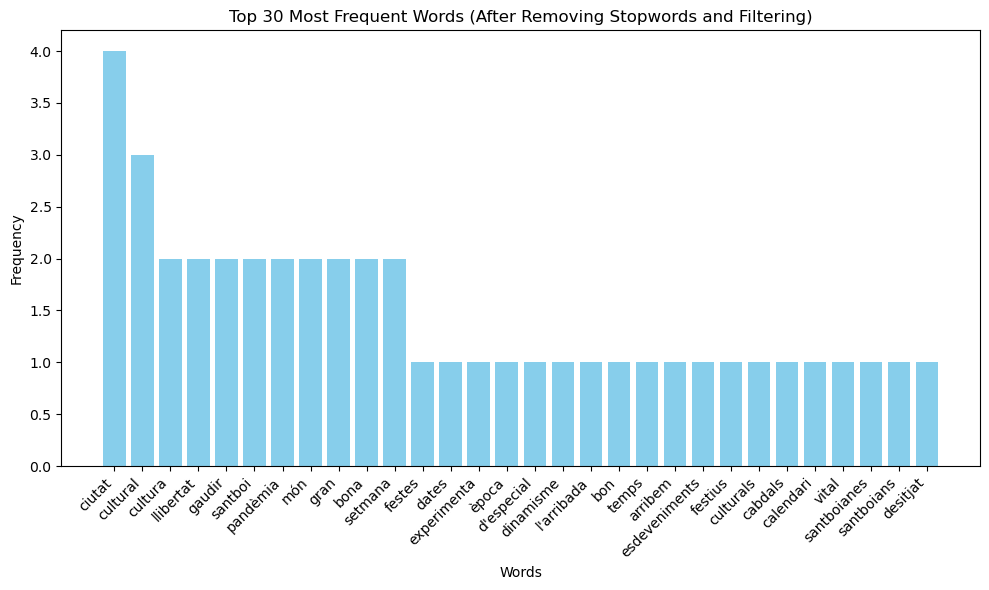 Top 30 Most Frequent Words (After Removing Stopwords and Filtering)
Frequency
4.0
3.5
3.0
2.5
2.0
1.5
1.0
0.5
0.0
ciutat
cultural
cultura
llibertat
gaudir
santboi
pandèmia
món
gran
bona
setmana
festes
dates
experimenta
època
d'especial
dinamisme
l'arribada
bon
temps
arribem
esdeveniments
festius
culturals
cabdals
calendari
vital
santboianes
santboians
desitjat
Words